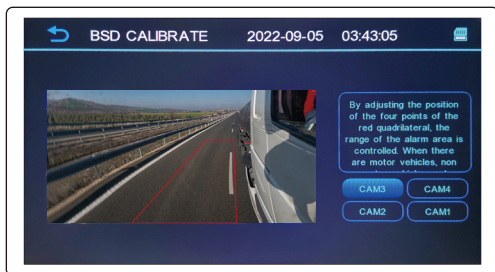 BSD CALIBRATE 2022-09-05 03:43:05
By adjusting the position
of the four points of the
red quadrilateral, the
range of the alarm area is
controlled. When there
are motor vehicles, non
CAM3 CAM4
CAM2 CAM1